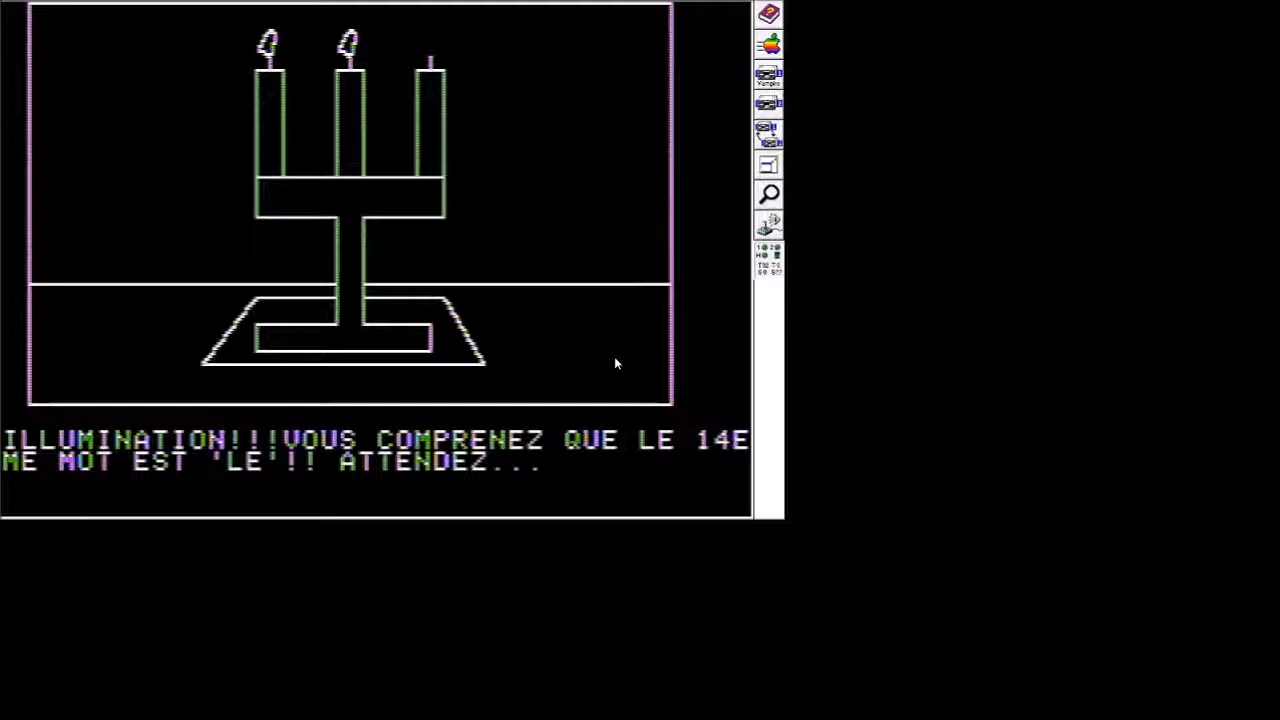 ILLUMINATION!!!VOUS COMPRENEZ QUE LE 14E
ME MOT EST 'LE'!! ATTENDEZ...